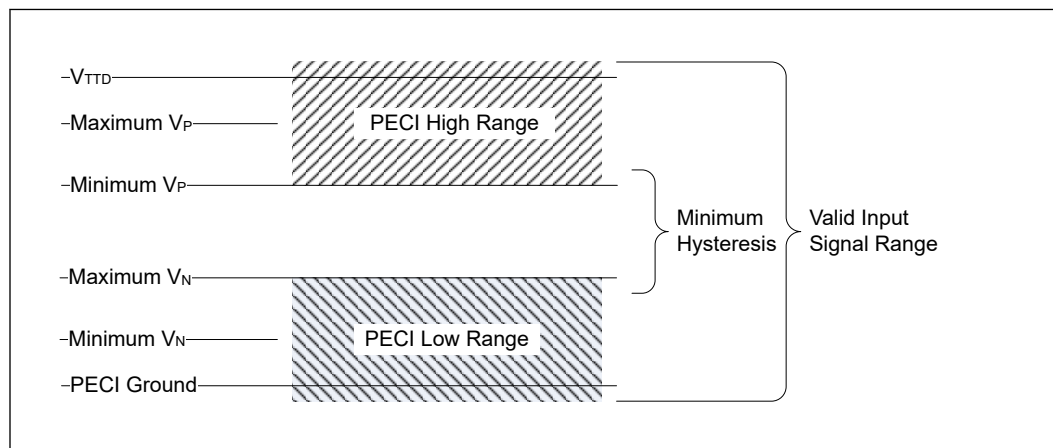 VTTD
Maximum VP
PECI High Range
Minimum VP
Minimum
Hysteresis
Valid Input
Signal Range
Maximum VN
Minimum VN
PECI Low Range
PECI Ground